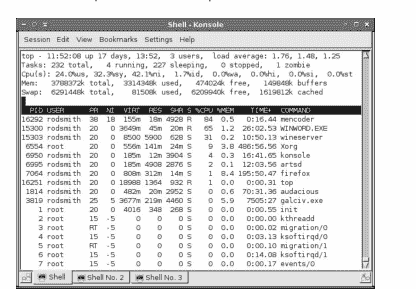 Shell - Konsole
Session Edit View Bookmarks Settings Help
top - 11:52:08 up 17 days, 13:52, 3 users, load average: 1.76, 1.48, 1.25
Tasks: 232 total, 4 running, 227 sleeping, 0 stopped, 1 zombie
Cpu(s): 24.0%us, 32.3%sy, 42.1%ni, 1.7%id, 0.0%wa, 0.0%hi, 0.0%si, 0.0%st
Mem: 3788372k total, 3314348k used, 474024k free, 149848k buffers
Swap: 6291448k total, 81508k used, 6209940k free, 1619812k cached
PID USER PR NI VIRT RES SHR S %CPU %MEM TIME+ COMMAND
16292 rodsmith 38 18 155m 18m 4928 R 84 0.5 0:16.44 mencoder
15300 rodsmith 20 0 3649m 45m 20m R 65 1.2 26:02.53 WINWORD.EXE
15303 rodsmith 20 0 8500 5900 628 S 31 0.2 10:50.13 wineserver
6554 root 20 0 556m 141m 24m S 9 3.8 486:56.56 Xorg
6950 rodsmith 20 0 185m 12m 3904 S 4 0.3 16:41.65 konsole
6995 rodsmith 20 0 185m 4908 2876 S 2 0.1 12:03.56 artsd
7064 rodsmith 20 0 808m 312m 14m S 1 8.4 195:50.47 firefox
16251 rodsmith 20 0 18988 1364 932 R 1 0.0 0:00.31 top
1814 rodsmith 20 0 482m 20m 2952 S 0 0.6 70:31.36 audacious
3819 rodsmith 25 5 3677m 219m 4460 S 0 5.9 7505:27 galciv.exe
1 root 20 0 4016 348 268 S 0 0.0 0:00.55 init
2 root 15 -5 0 0 0 S 0 0.0 0:00.00 kthreadd
3 root RT -5 0 0 0 S 0 0.0 0:00.02 migration/0
4 root 15 -5 0 0 0 S 0 0.0 0:03.13 ksoftirqd/0
5 root RT -5 0 0 0 S 0 0.0 0:00.10 migration/1
6 root 15 -5 0 0 0 S 0 0.0 0:14.08 ksoftirqd/1
7 root 15 -5 0 0 0 S 0 0.0 0:00.17 events/0
Shell Shell No. 2 Shell No. 3